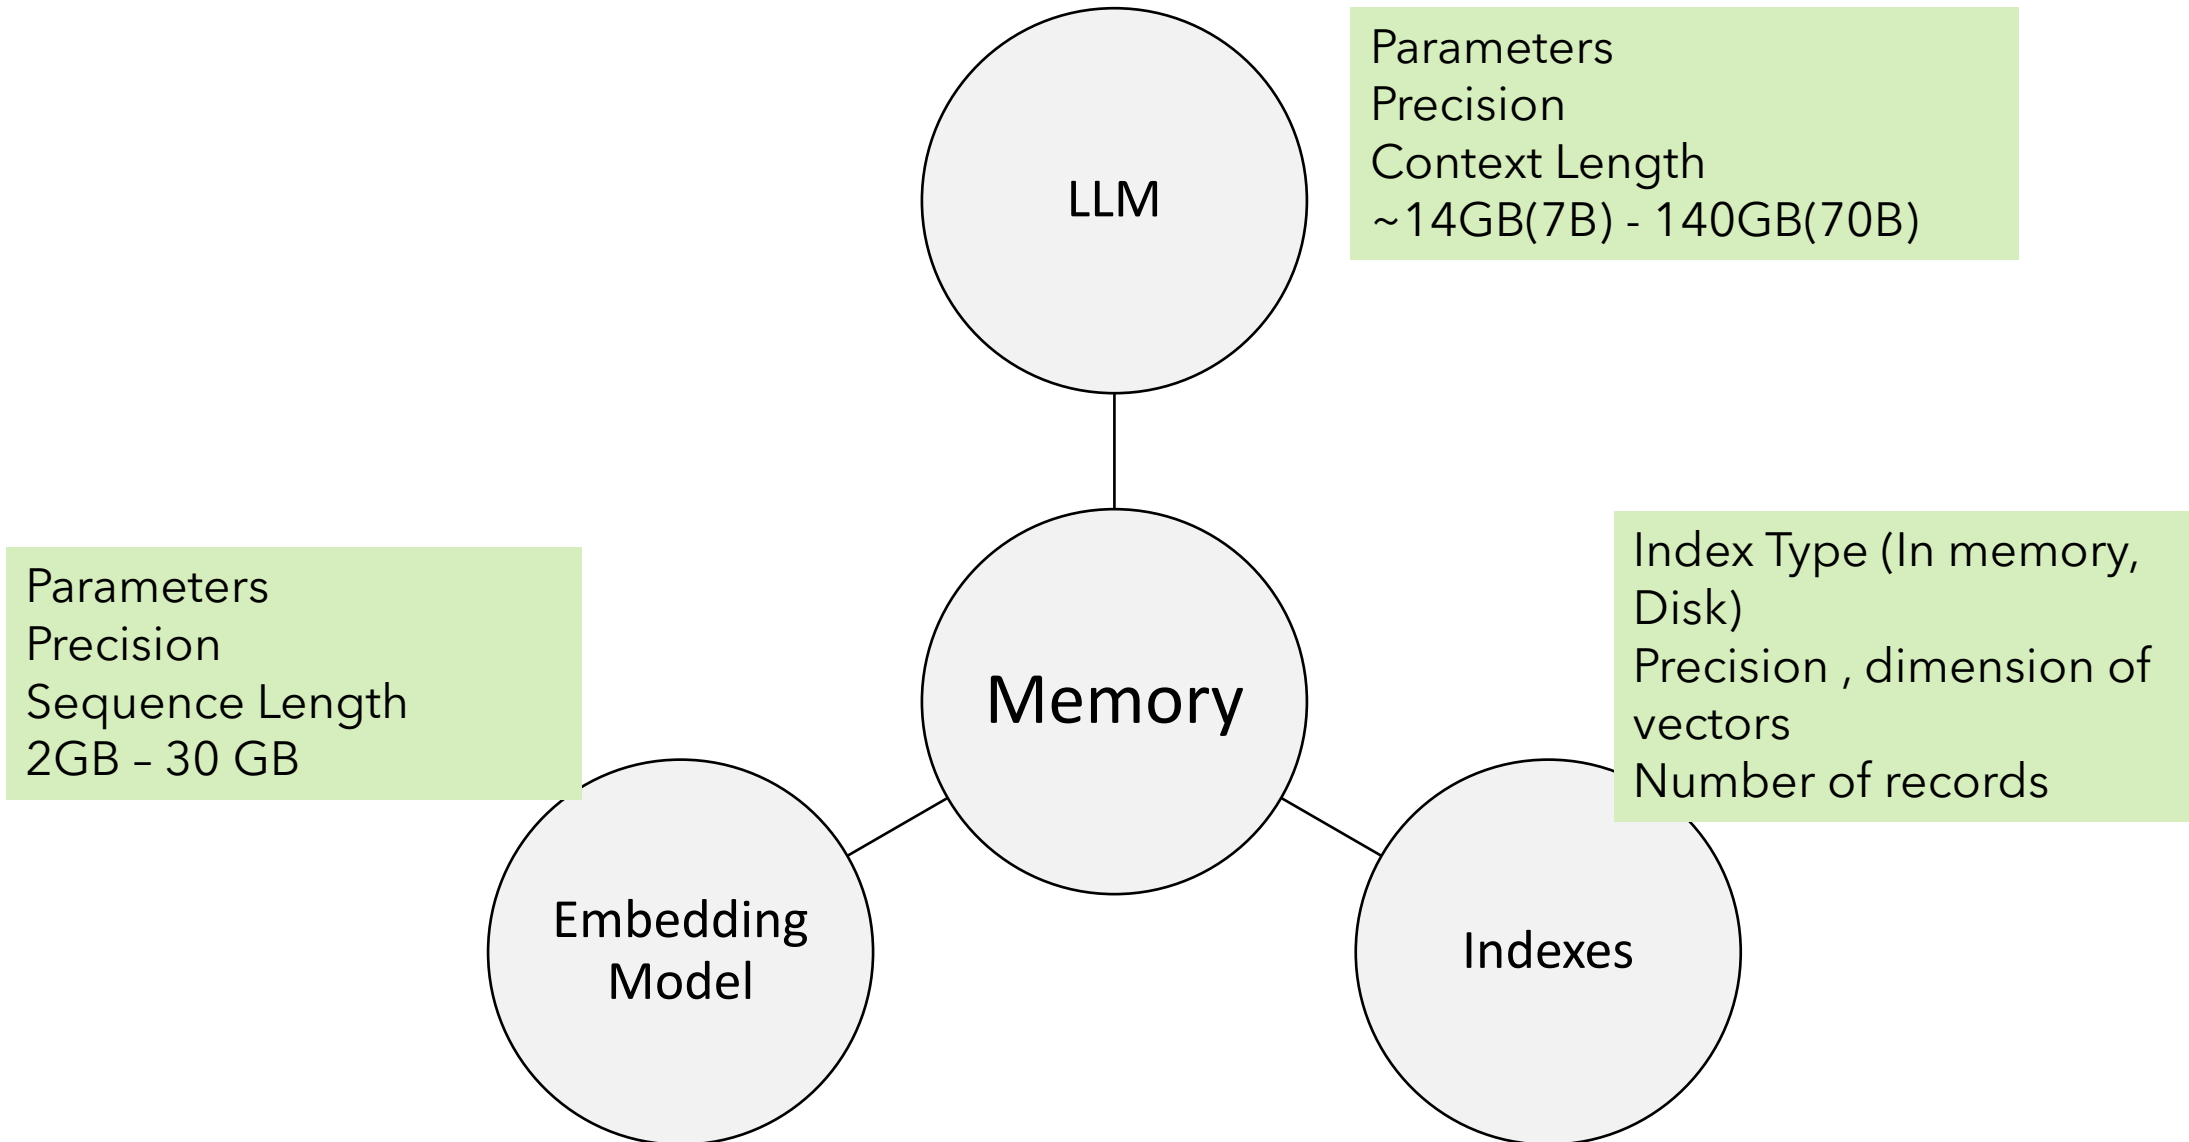 LLM
Parameters
Precision
Context Length
~14GB(7B) - 140GB(70B)
Memory
Parameters
Precision
Sequence Length
2GB – 30 GB
Embedding
Model
Index Type (In memory,
Disk)
Precision , dimension of
vectors
Number of records
Indexes